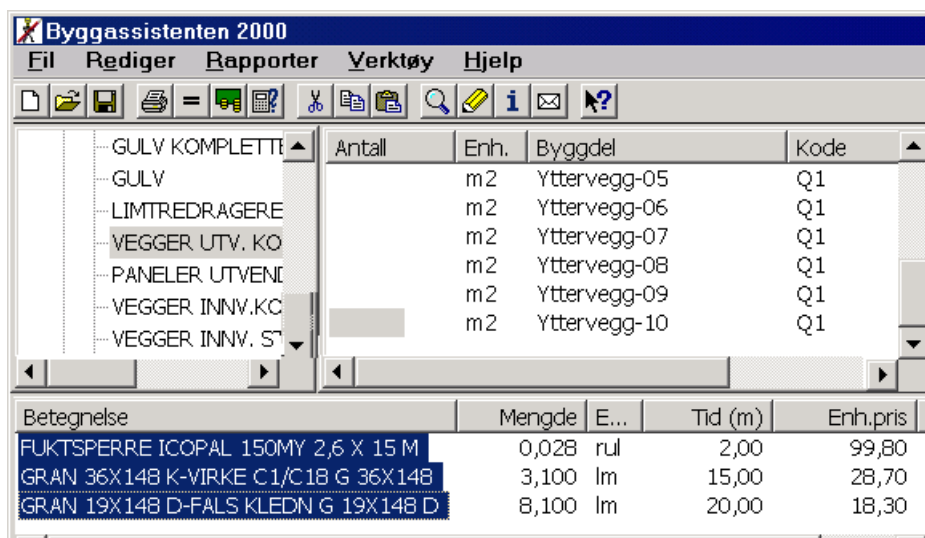 Byggassistenten 2000
Fil Rediger Rapporter Verktøy Hjelp
GULV KOMPLETTE
GULV
LIMTREDRAGERE
VEGGER UTV. KO
PANELER UTVEND
VEGGER INNV.KO
VEGGER INNV. ST
Antall Enh. Byggdel Kode
m2 Yttervegg-05 Q1
m2 Yttervegg-06 Q1
m2 Yttervegg-07 Q1
m2 Yttervegg-08 Q1
m2 Yttervegg-09 Q1
m2 Yttervegg-10 Q1
Betegnelse Mengde E... Tid (m) Enh.pris
FUKTSPERRE ICOPAL 150MY 2,6 X 15 M 0,028 rul 2,00 99,80
GRAN 36X148 K-VIRKE C1/C18 G 36X148 3,100 lm 15,00 28,70
GRAN 19X148 D-FALS KLEDN G 19X148 D 8,100 lm 20,00 18,30